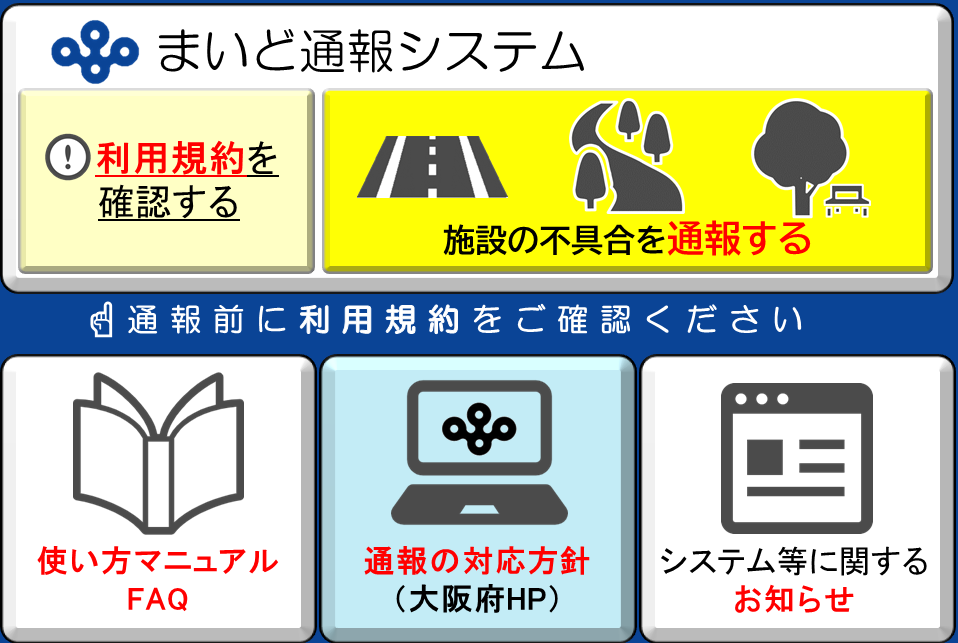 まいど通報システム
利用規約を
確認する
施設の不具合を通報する
☝通報前に利用規約をご確認ください
使い方マニュアル
FAQ
通報の対応方針
（大阪府HP）
システム等に関する
お知らせ